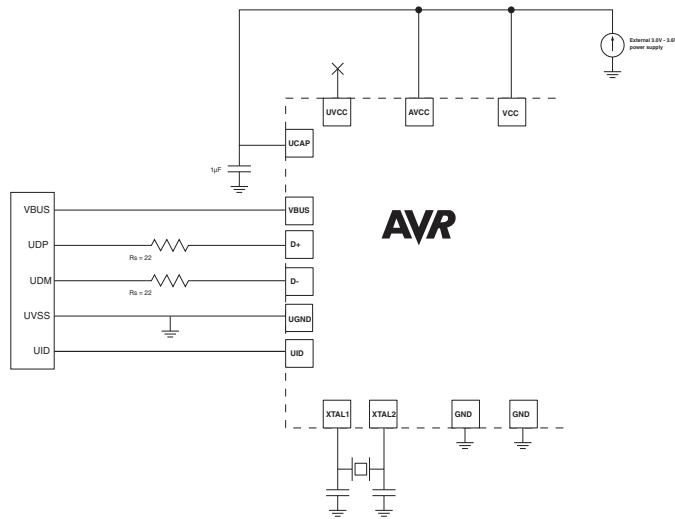 External 3.0V - 3.6V
power supply
UVCC
AVCC
VCC
UCAP
1µF
VBUS
VBUS
UDP
D+
Rs = 22
UDM
D-
Rs = 22
UVSS
UGND
UID
UID
AVR
XTAL1
XTAL2
GND
GND